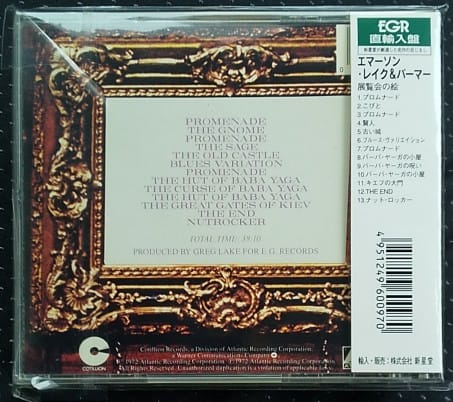 PROMENADE
THE GNOME
PROMENADE
THE SAGE
THE OLD CASTLE
BLUES VARIATION
PROMENADE
THE HUT OF BABA YAGA
THE CURSE OF BABA YAGA
THE HUT OF BABA YAGA
THE GREAT GATES OF KIEV
THE END
NUTROCKER
TOTAL TIME: 38:10
PRODUCED BY GREG LAKE FOR E.G. RECORDS
COTILLION
Cotillion Records, a Division of Atlantic Recording Corporation,
a Warner Communications Company
© 1972 Atlantic Recording Corporation. ℗ 1972 Atlantic Recording Corporation.
All Rights Reserved. Unauthorized duplication is a violation of applicable laws.
EGR
直輸入盤
エマーソン
・レイク&パーマー
展覧会の絵
1.プロムナード
2.こびと
3.プロムナード
4.賢人
5.古い城
6.ブルース・ヴァリエイション
7.プロムナード
8.バーバ・ヤーガの小屋
9.バーバ・ヤーガの呪い
10.バーバ・ヤーガの小屋
11.キエフの大門
12.THE END
13.ナット・ロッカー
4951249600970
輸入・販売:株式会社 新星堂